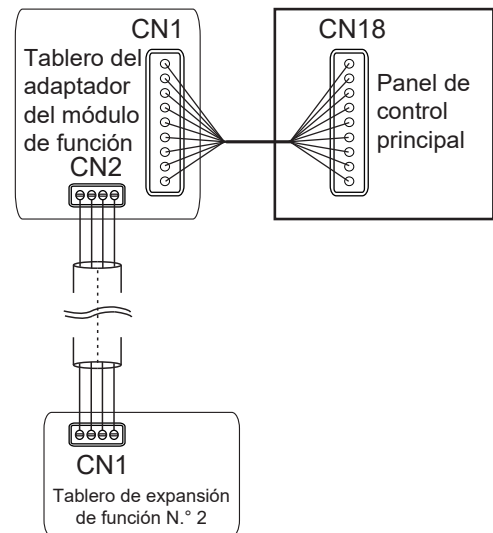 CN1
Tablero del
adaptador
del módulo
de función
CN2
CN18
Panel de
control
principal
CN1
Tablero de expansión
de función N.° 2